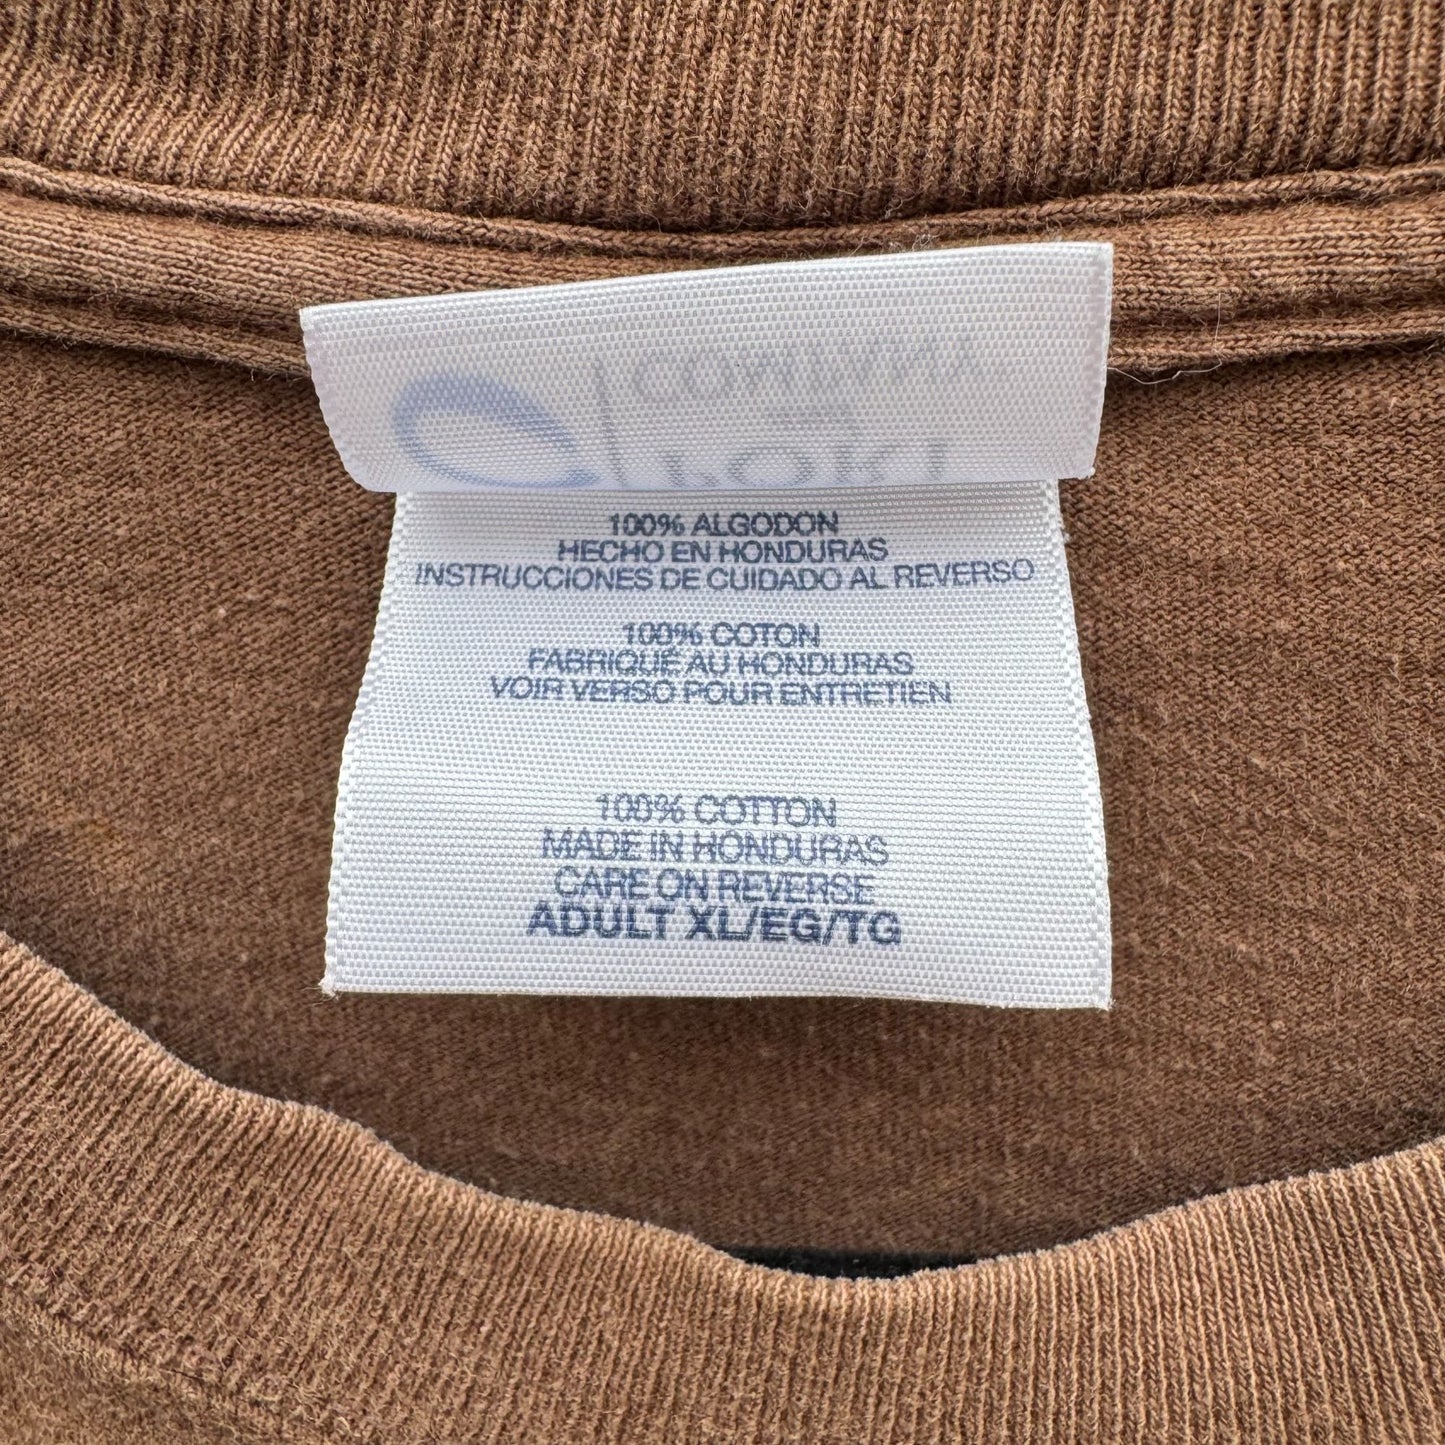 100% ALGODON
HECHO EN HONDURAS
INSTRUCCIONES DE CUIDADO AL REVERSO
100% COTON
FABRIQUÉ AU HONDURAS
VOIR VERSO POUR ENTRETIEN
100% COTTON
MADE IN HONDURAS
CARE ON REVERSE
ADULT XL/EG/TG